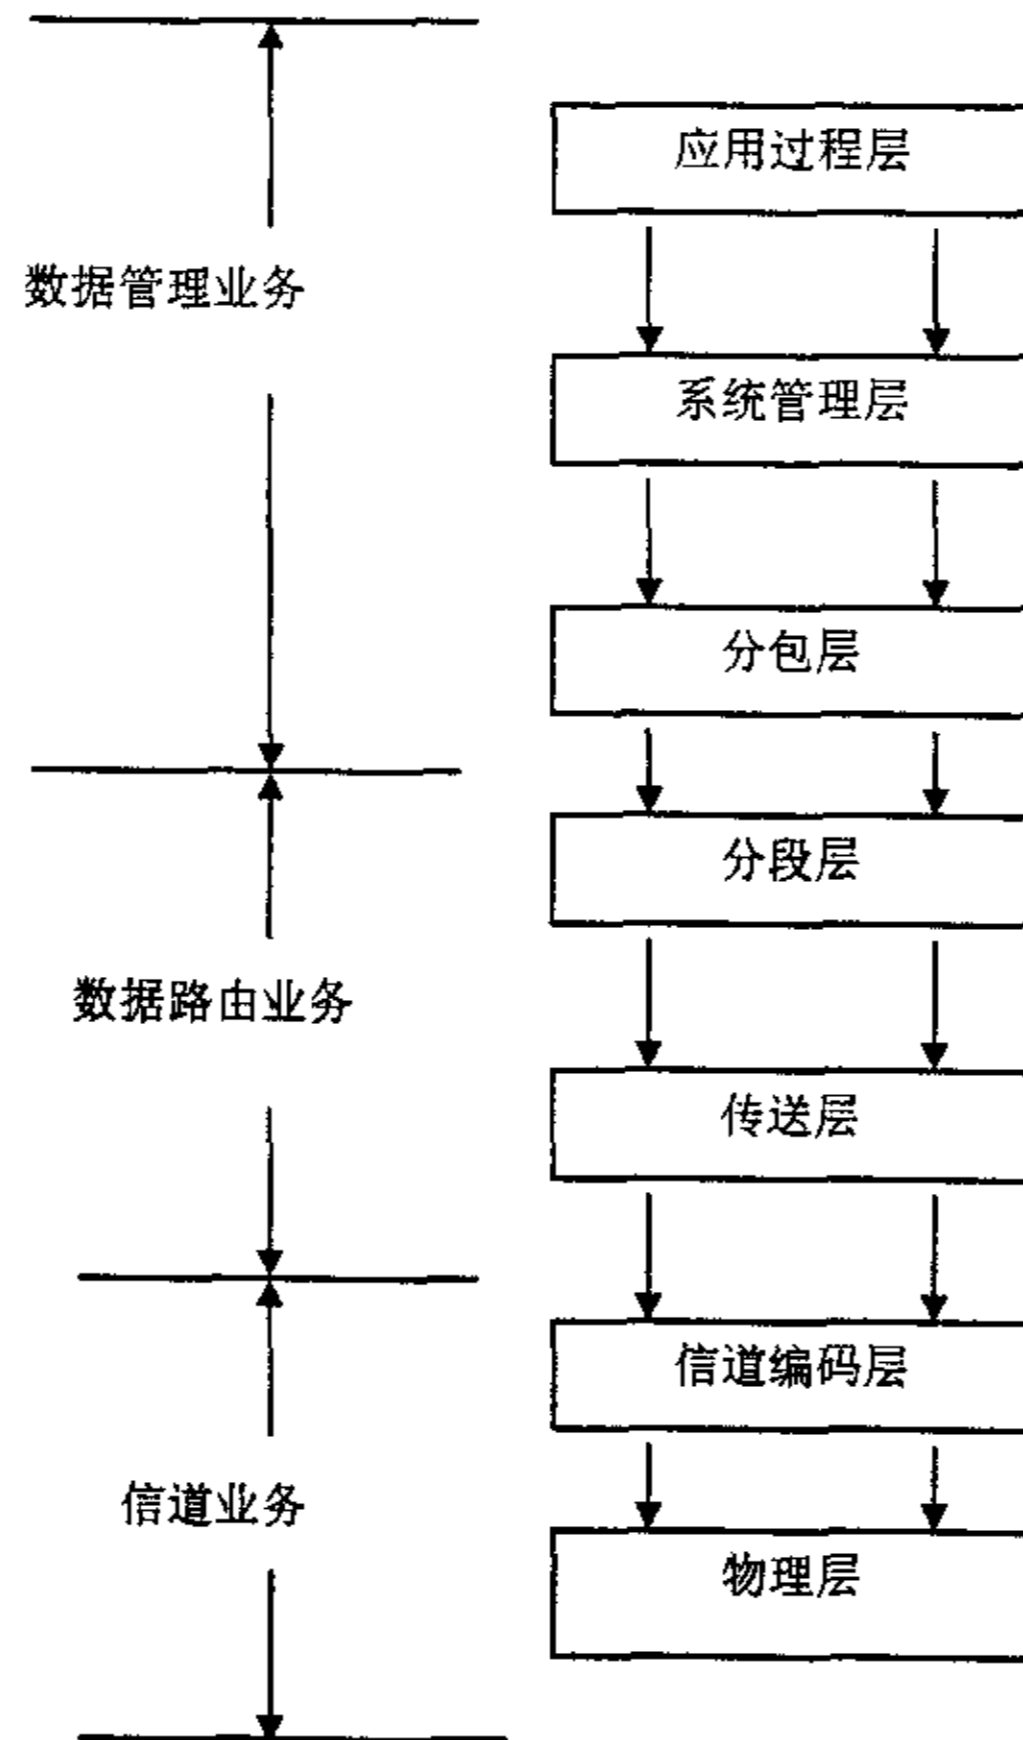 应用过程层
数据管理业务
系统管理层
分包层
分段层
数据路由业务
传送层
信道编码层
信道业务
物理层